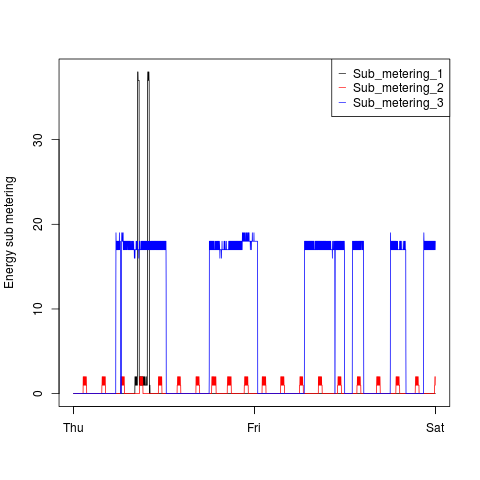 Sub_metering_1
Sub_metering_2
Sub_metering_3
Energy sub metering
30
20
10
0
Thu
Fri
Sat